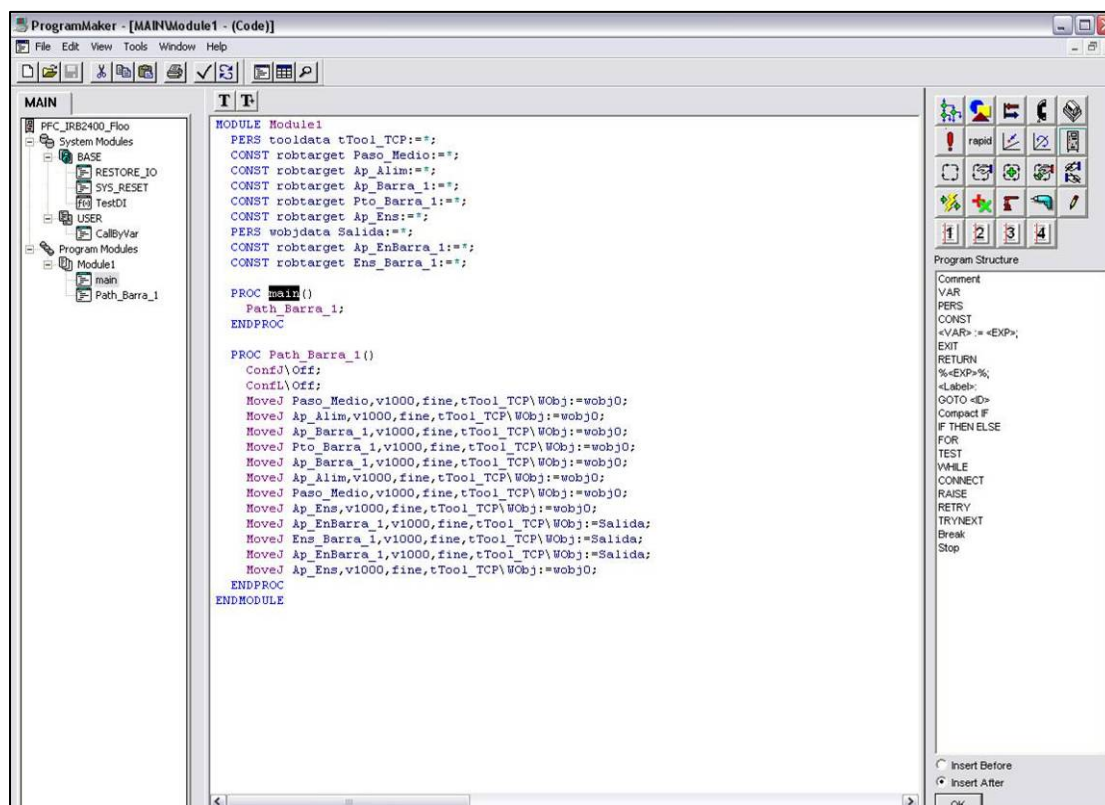 ProgramMaker - [MAIN\Module1 - (Code)]
File Edit View Tools Window Help
MAIN
PFC_IRB2400_Floo
System Modules
BASE
RESTORE_IO
SYS_RESET
TestDI
USER
CallByVar
Program Modules
Module1
main
Path_Barra_1
T T
MODULE Module1
PERS tooldata tTool_TCP:=*;
CONST robtarget Paso_Medio:=*;
CONST robtarget Ap_Alim:=*;
CONST robtarget Ap_Barra_1:=*;
CONST robtarget Pto_Barra_1:=*;
CONST robtarget Ap_Ens:=*;
PERS wobjdata Salida:=*;
CONST robtarget Ap_EnBarra_1:=*;
CONST robtarget Ens_Barra_1:=*;
PROC main()
Path_Barra_1;
ENDPROC
PROC Path_Barra_1()
ConfJ\Off;
ConfL\Off;
MoveJ Paso_Medio,v1000,fine,tTool_TCP\WObj:=wobj0;
MoveJ Ap_Alim,v1000,fine,tTool_TCP\WObj:=wobj0;
MoveJ Ap_Barra_1,v1000,fine,tTool_TCP\WObj:=wobj0;
MoveJ Pto_Barra_1,v1000,fine,tTool_TCP\WObj:=wobj0;
MoveJ Ap_Barra_1,v1000,fine,tTool_TCP\WObj:=wobj0;
MoveJ Ap_Alim,v1000,fine,tTool_TCP\WObj:=wobj0;
MoveJ Paso_Medio,v1000,fine,tTool_TCP\WObj:=wobj0;
MoveJ Ap_Ens,v1000,fine,tTool_TCP\WObj:=wobj0;
MoveJ Ap_EnBarra_1,v1000,fine,tTool_TCP\WObj:=Salida;
MoveJ Ens_Barra_1,v1000,fine,tTool_TCP\WObj:=Salida;
MoveJ Ap_EnBarra_1,v1000,fine,tTool_TCP\WObj:=Salida;
MoveJ Ap_Ens,v1000,fine,tTool_TCP\WObj:=wobj0;
ENDPROC
ENDMODULE
rapid
1 2 3 4
Program Structure
Comment
VAR
PERS
CONST
<VAR> := <EXP>;
EXIT
RETURN
%<EXP>%;
<Label>:
GOTO <ID>
Compact IF
IF THEN ELSE
FOR
TEST
WHILE
CONNECT
RAISE
RETRY
TRYNEXT
Break
Stop
Insert Before
Insert After
OK